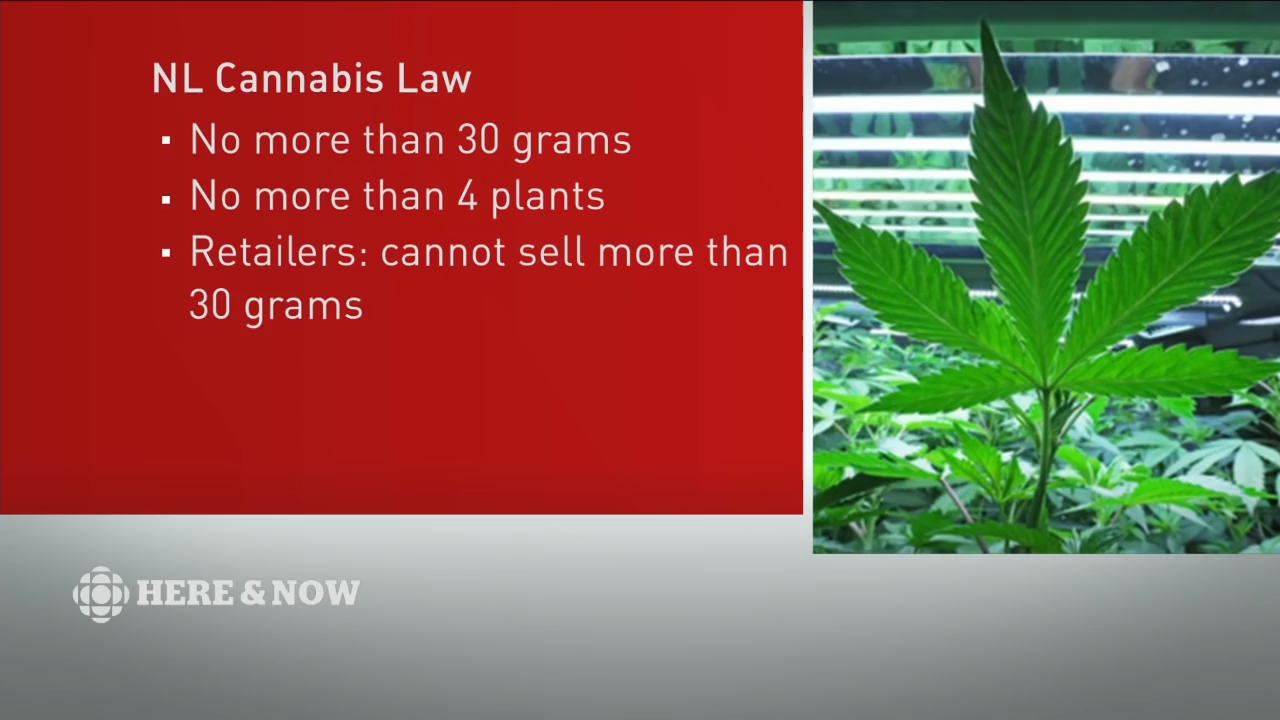 NL Cannabis Law
▪ No more than 30 grams
▪ No more than 4 plants
▪ Retailers: cannot sell more than
30 grams
HERE & NOW